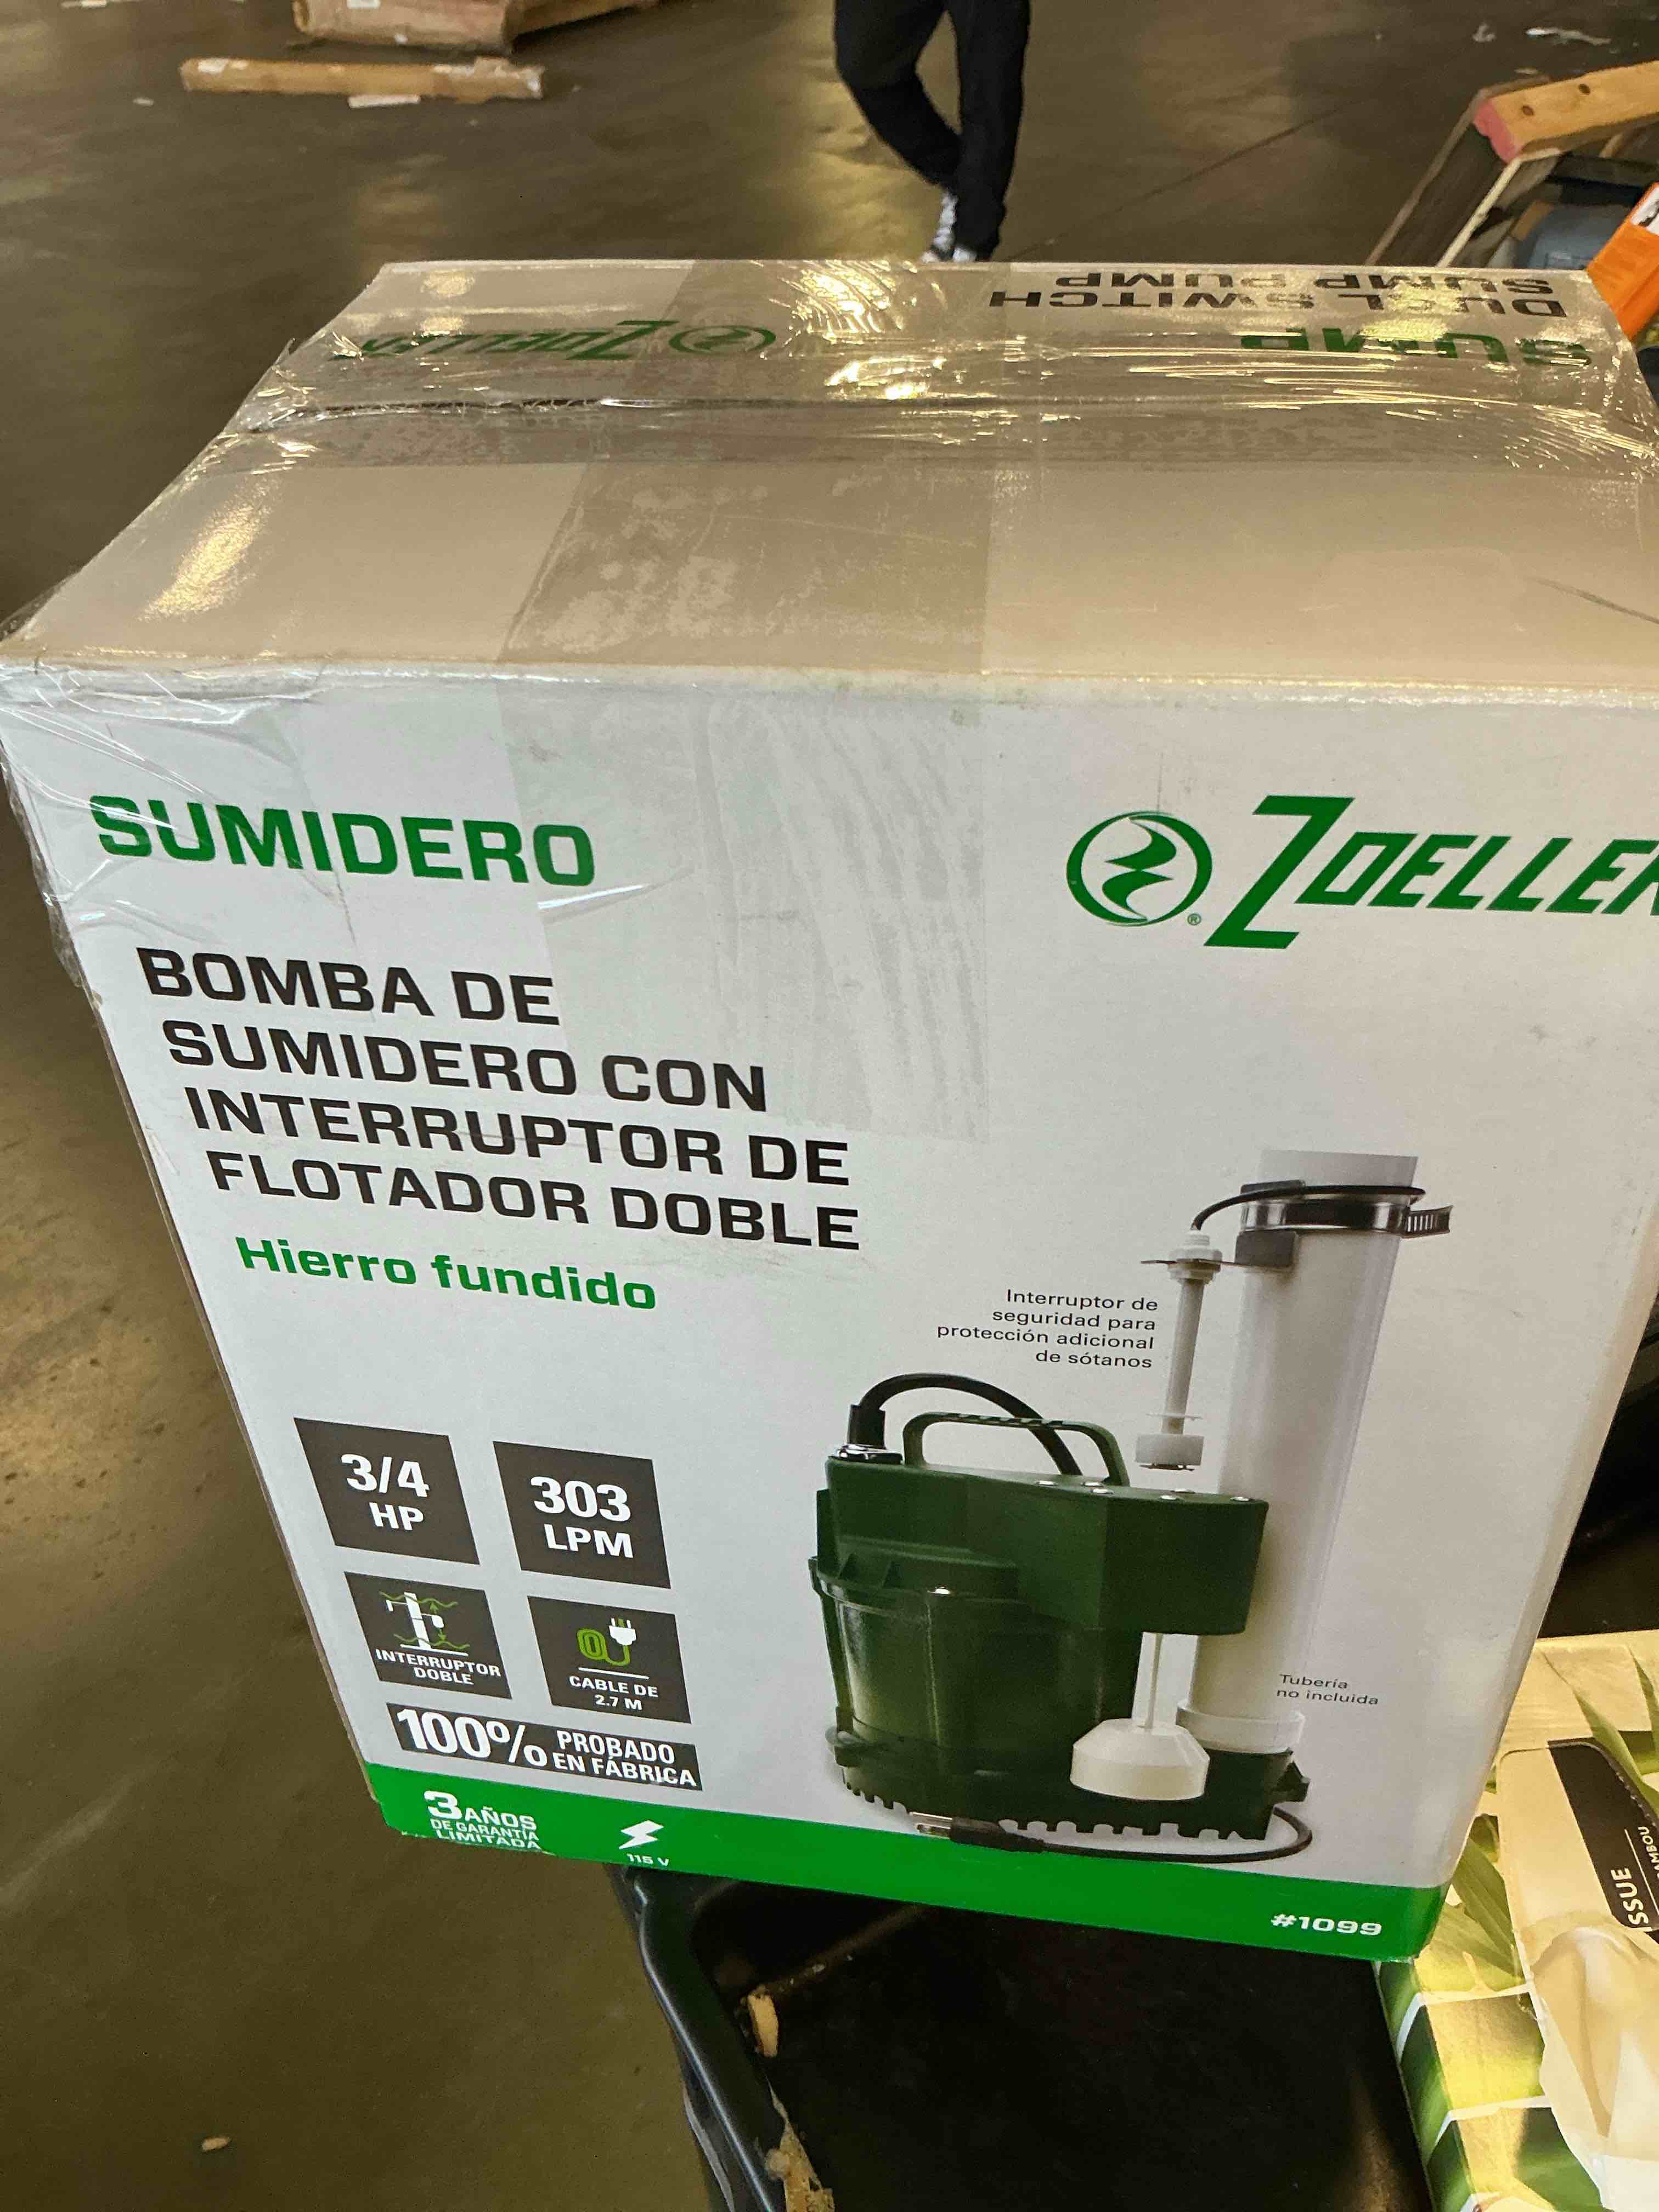 DUAL SWITCH
SUMP PUMP
SUMP
ZOELLER
SUMIDERO
ZOELLER
BOMBA DE
SUMIDERO CON
INTERRUPTOR DE
FLOTADOR DOBLE
Hierro fundido
Interruptor de
seguridad para
protección adicional
de sótanos
3/4
HP
303
LPM
INTERRUPTOR
DOBLE
CABLE DE
2.7 M
100% PROBADO
EN FÁBRICA
Tubería
no incluida
3 AÑOS
DE GARANTÍA
LIMITADA
115 V
#1099
SSUE
AMBOU